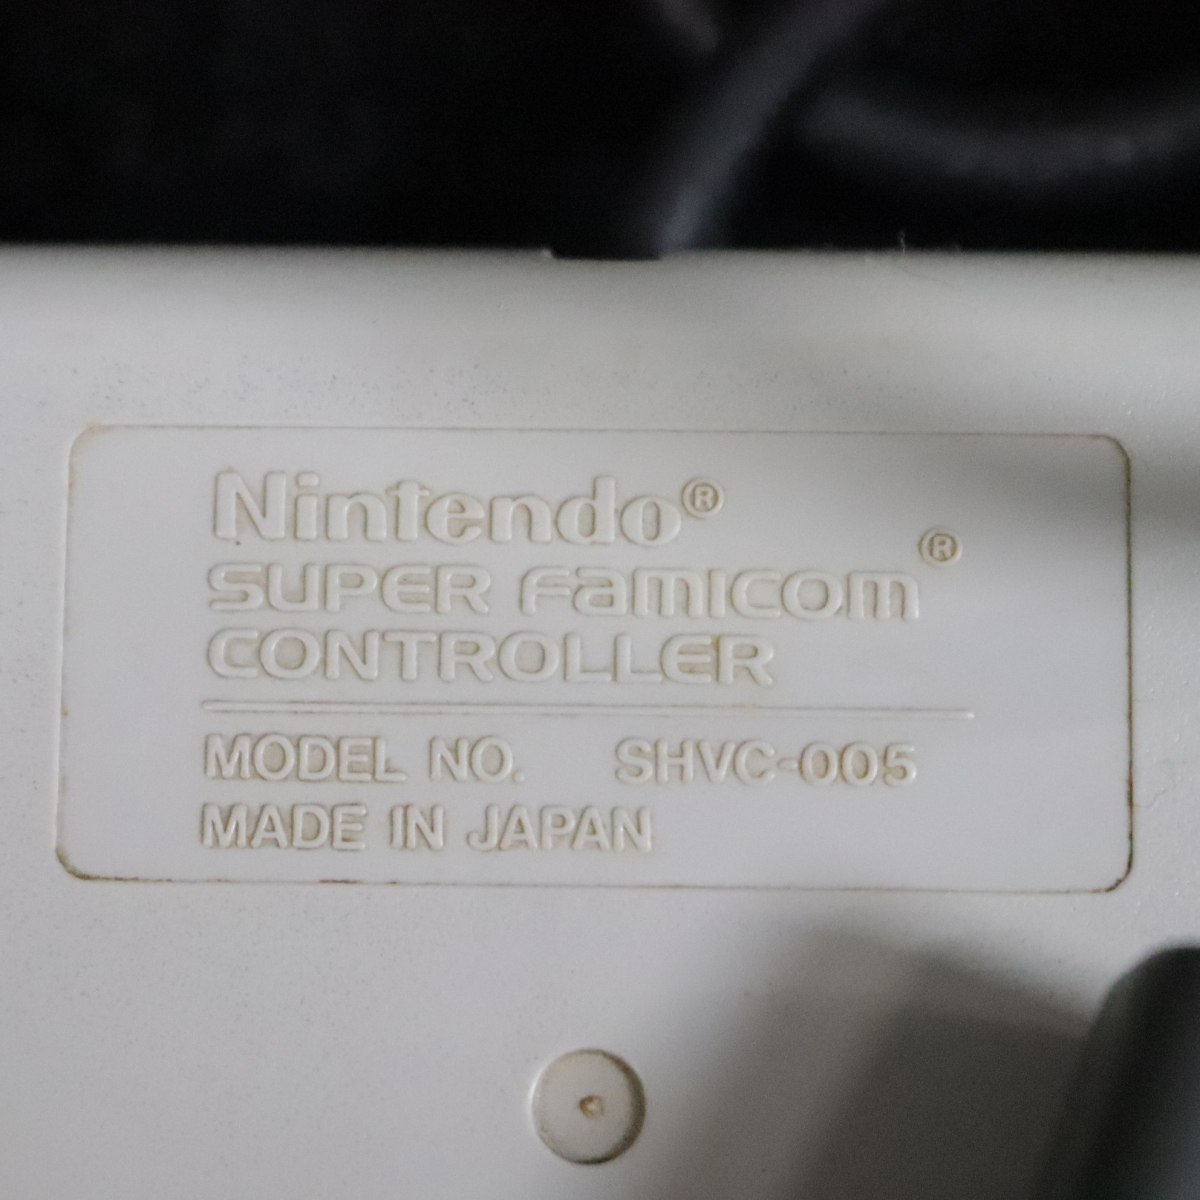 Nintendo®
SUPER Famicom®
CONTROLLER
MODEL NO. SHVC-005
MADE IN JAPAN